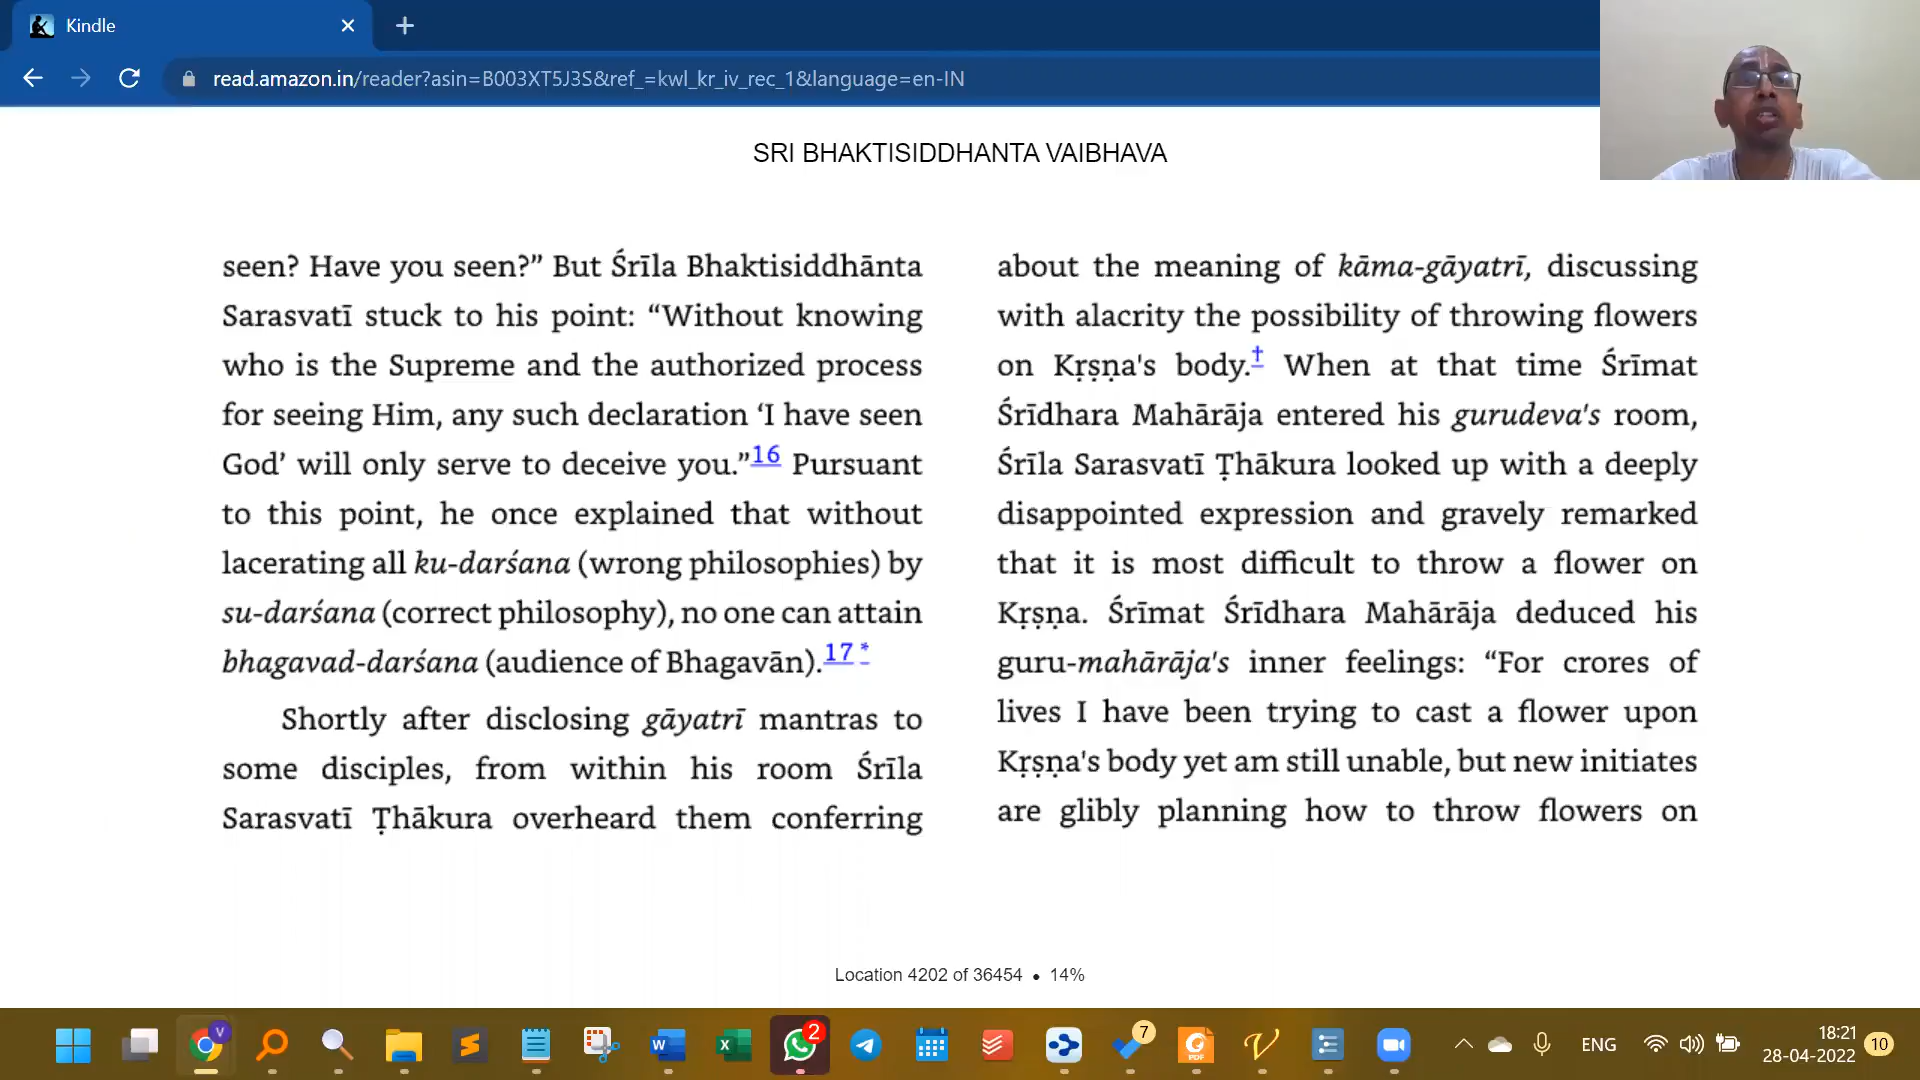 Kindle
read.amazon.in/reader?asin=B003XT5J3S&ref_=kwl_kr_iv_rec_1&language=en-IN
SRI BHAKTISIDDHANTA VAIBHAVA
seen? Have you seen?” But Śrīla Bhaktisiddhānta
Sarasvatī stuck to his point: “Without knowing
who is the Supreme and the authorized process
for seeing Him, any such declaration ‘I have seen
God’ will only serve to deceive you.”16 Pursuant
to this point, he once explained that without
lacerating all ku-darśana (wrong philosophies) by
su-darśana (correct philosophy), no one can attain
bhagavad-darśana (audience of Bhagavān).17 *
Shortly after disclosing gāyatrī mantras to
some disciples, from within his room Śrīla
Sarasvatī Ṭhākura overheard them conferring
about the meaning of kāma-gāyatrī, discussing
with alacrity the possibility of throwing flowers
on Kṛṣṇa's body.† When at that time Śrīmat
Śrīdhara Mahārāja entered his gurudeva's room,
Śrīla Sarasvatī Ṭhākura looked up with a deeply
disappointed expression and gravely remarked
that it is most difficult to throw a flower on
Kṛṣṇa. Śrīmat Śrīdhara Mahārāja deduced his
guru-mahārāja's inner feelings: “For crores of
lives I have been trying to cast a flower upon
Kṛṣṇa's body yet am still unable, but new initiates
are glibly planning how to throw flowers on
Location 4202 of 36454 • 14%
V
2
7
PDF
ENG
18:21
28-04-2022
10